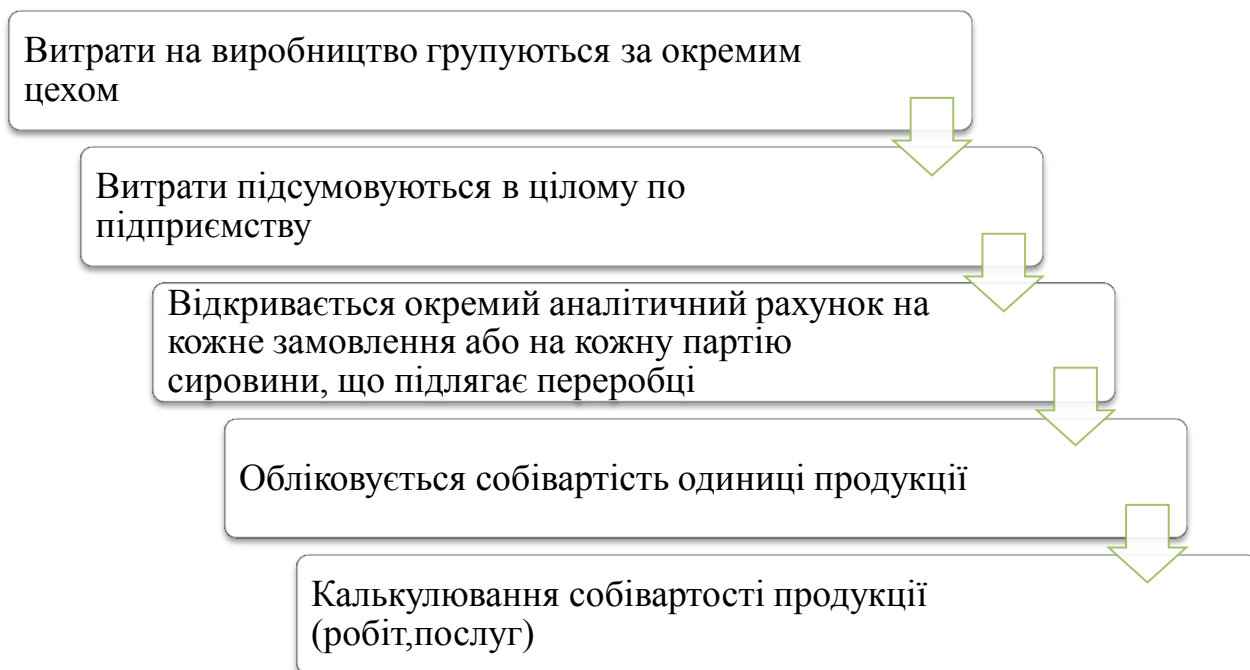 Витрати на виробництво групуються за окремим
цехом
Витрати підсумовуються в цілому по
підприємству
Відкривається окремий аналітичний рахунок на
кожне замовлення або на кожну партію
сировини, що підлягає переробці
Обліковується собівартість одиниці продукції
Калькулювання собівартості продукції
(робіт,послуг)